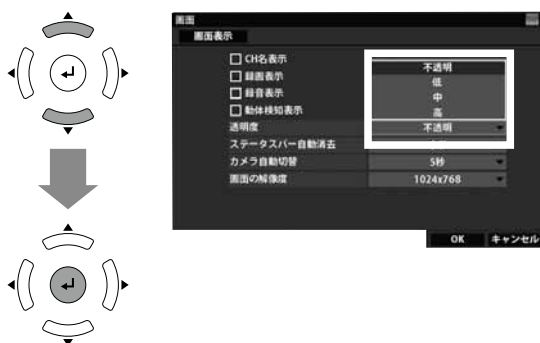 画面
画面表示
CH名表示
録画表示
録音表示
動体検知表示
不透明
低
中
高
透明度 不透明
ステータスバー自動消去
カメラ自動切替 5秒
画面の解像度 1024x768
OK キャンセル